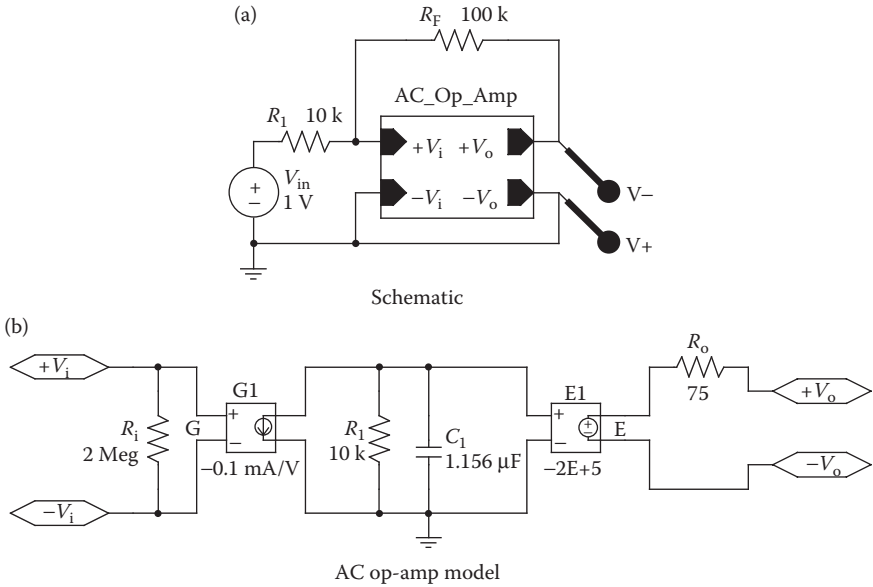 (a)
R_F 100 k
AC_Op_Amp
R_1 10 k
+V_i +V_o
+
−
V_in
1 V
−V_i −V_o
V−
V+
Schematic
(b)
+V_i
G1
E1
R_o
75
+V_o
R_i
2 Meg
G
+
−
−0.1 mA/V
R_1
10 k
C_1
1.156 µF
+
−
+
−
E
−2E+5
−V_o
−V_i
AC op-amp model